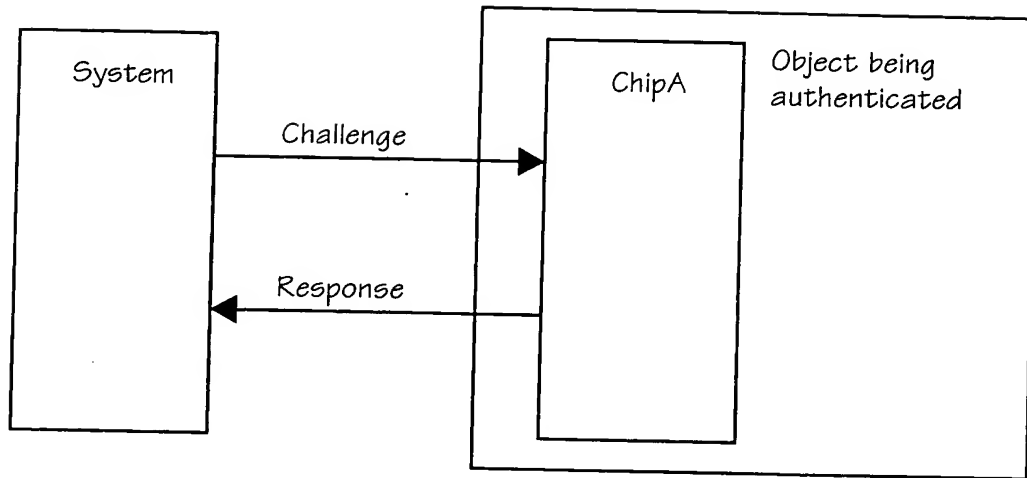 System
Challenge
Response
ChipA
Object being
authenticated